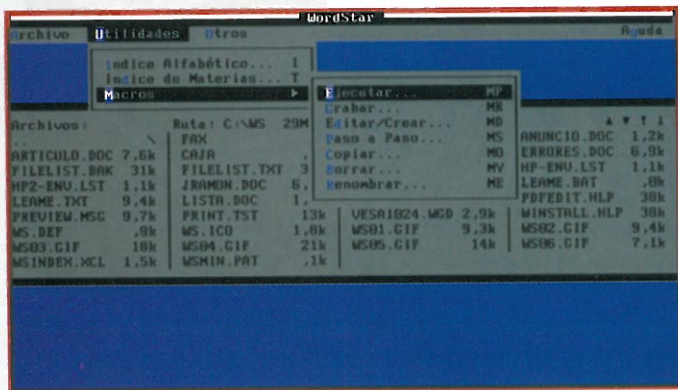 WordStar
Archivo Utilidades Otros Ayuda
Indice Alfabético... I
Indice de Materias... T
Macros ►
Ejecutar... MP
Grabar... MR
Editar/Crear... MD
Paso a Paso... MS
Copiar... MO
Borrar... MY
Renombrar... ME
Archivos: Ruta: C:\WS 29M
.. \ FAX ANUNCIO.DOC 1,2k
ARTICULO.DOC 7,6k CAJA ERRORES.DOC 6,9k
FILELIST.BAK 31k FILELIST.TXT 3 HP-ENV.LST 1,1k
HP2-ENV.LST 1,1k JRAMON.DOC 6, LEAME.BAT ,8k
LEAME.TXT 9,4k LISTA.DOC 1, PDFEDIT.HLP 38k
PREVIEW.MSG 9,7k PRINT.TST 13k VESA1024.WGD 2,9k WINSTALL.HLP 36k
WS.DEF ,9k WS.ICO 1,8k WS01.GIF 9,3k WS02.GIF 9,4k
WS03.GIF 18k WS04.GIF 21k WS05.GIF 14k WS06.GIF 7,1k
WSINDEX.XCL 1,5k WSMIN.PAT ,1k